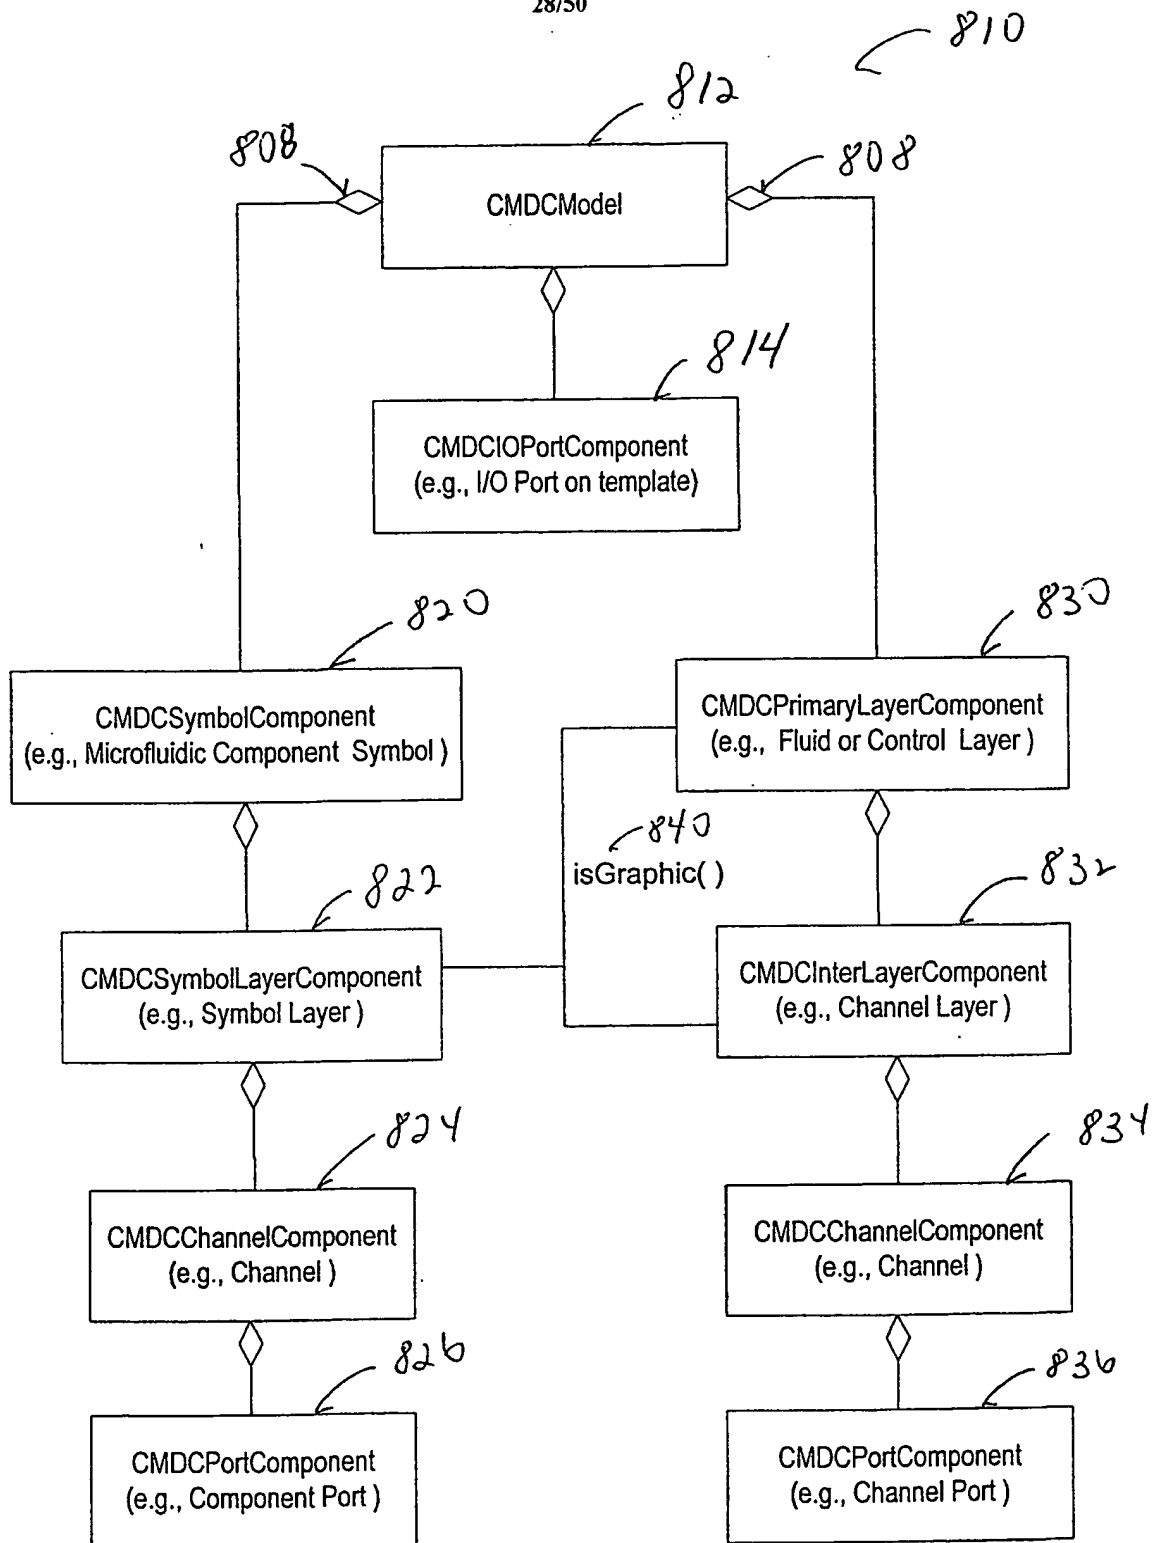 28/50
810
812
808
808
CMDCModel
814
CMDCIOPortComponent
(e.g., I/O Port on template)
820
830
CMDCSymbolComponent
(e.g., Microfluidic Component Symbol )
CMDCPrimaryLayerComponent
(e.g., Fluid or Control Layer )
840
isGraphic( )
822
832
CMDCSymbolLayerComponent
(e.g., Symbol Layer )
CMDCInterLayerComponent
(e.g., Channel Layer )
824
834
CMDCChannelComponent
(e.g., Channel )
CMDCChannelComponent
(e.g., Channel )
826
836
CMDCPortComponent
(e.g., Component Port )
CMDCPortComponent
(e.g., Channel Port )